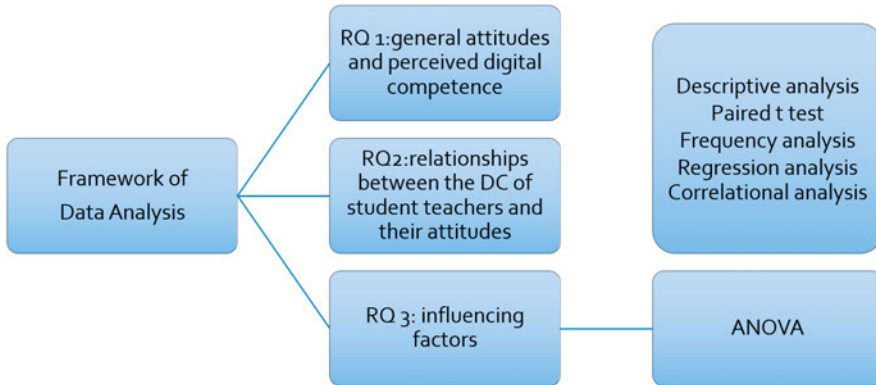 Framework of
Data Analysis
RQ 1:general attitudes
and perceived digital
competence
RQ2:relationships
between the DC of
student teachers and
their attitudes
RQ 3: influencing
factors
Descriptive analysis
Paired t test
Frequency analysis
Regression analysis
Correlational analysis
ANOVA